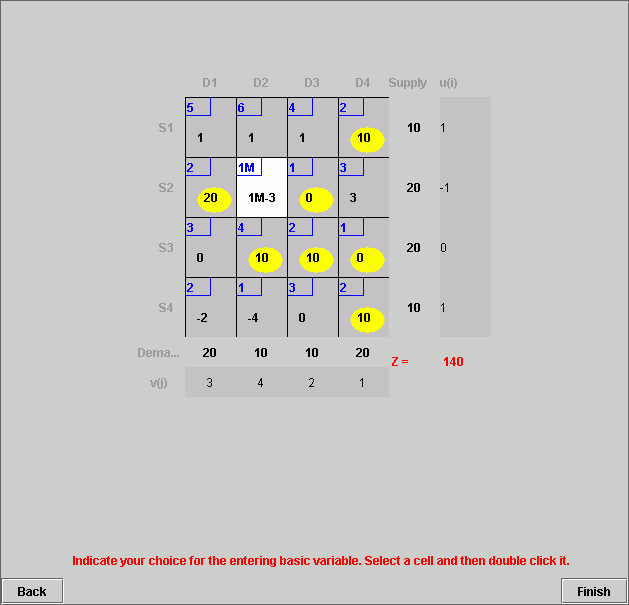 D1 D2 D3 D4 Supply u(i)
5 6 4 2
S1 1 1 1 10 10 1
2 1M 1 3
S2 20 1M-3 0 3 20 -1
3 4 2 1
S3 0 10 10 0 20 0
2 1 3 2
S4 -2 -4 0 10 10 1
Dema... 20 10 10 20
Z = 140
v(j) 3 4 2 1
Indicate your choice for the entering basic variable. Select a cell and then double click it.
Back Finish